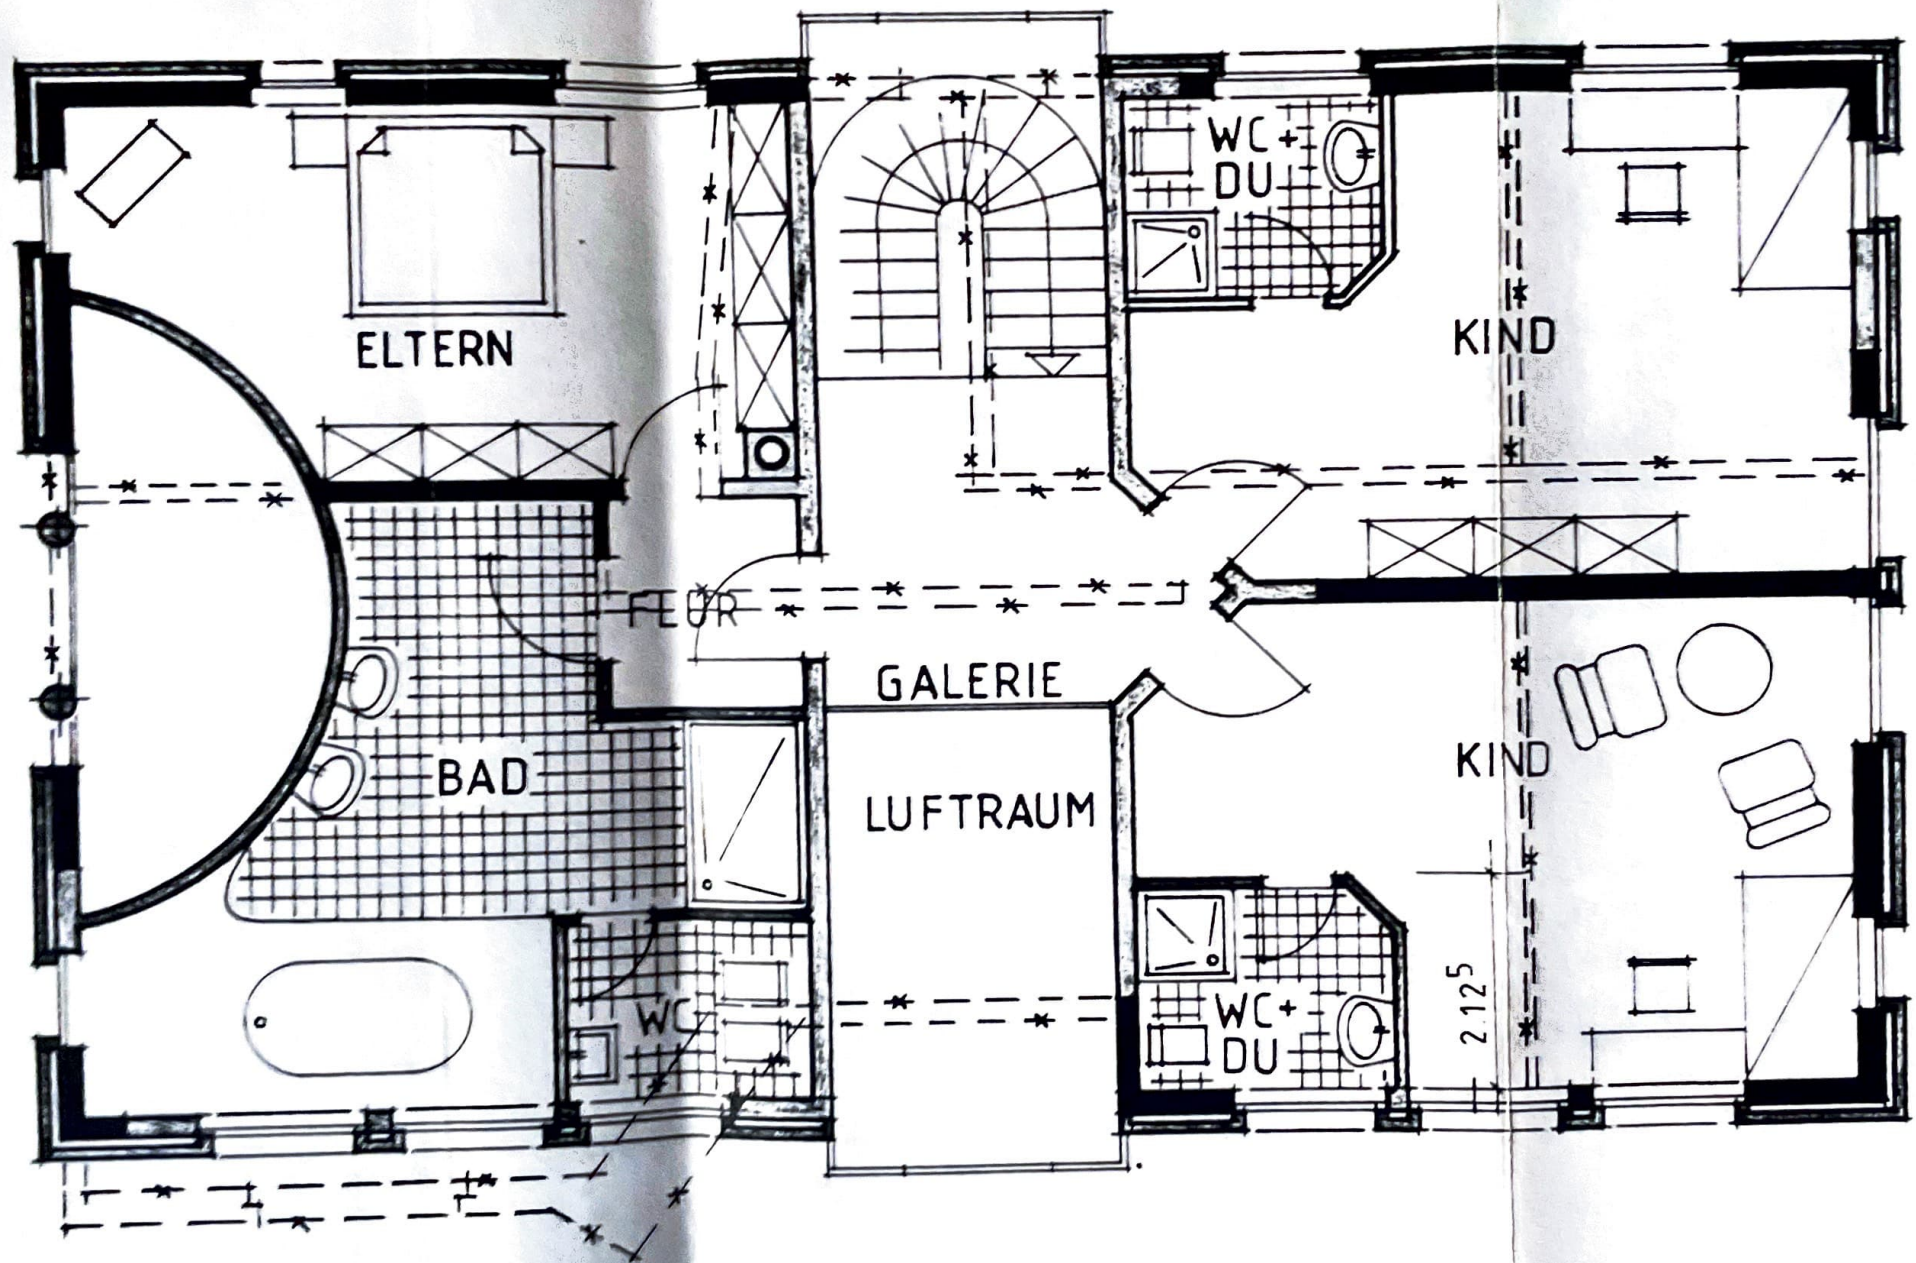 WC +
DU
ELTERN
KIND
FLUR
GALERIE
KIND
BAD
LUFTRAUM
WC
WC +
DU
2.12⁵